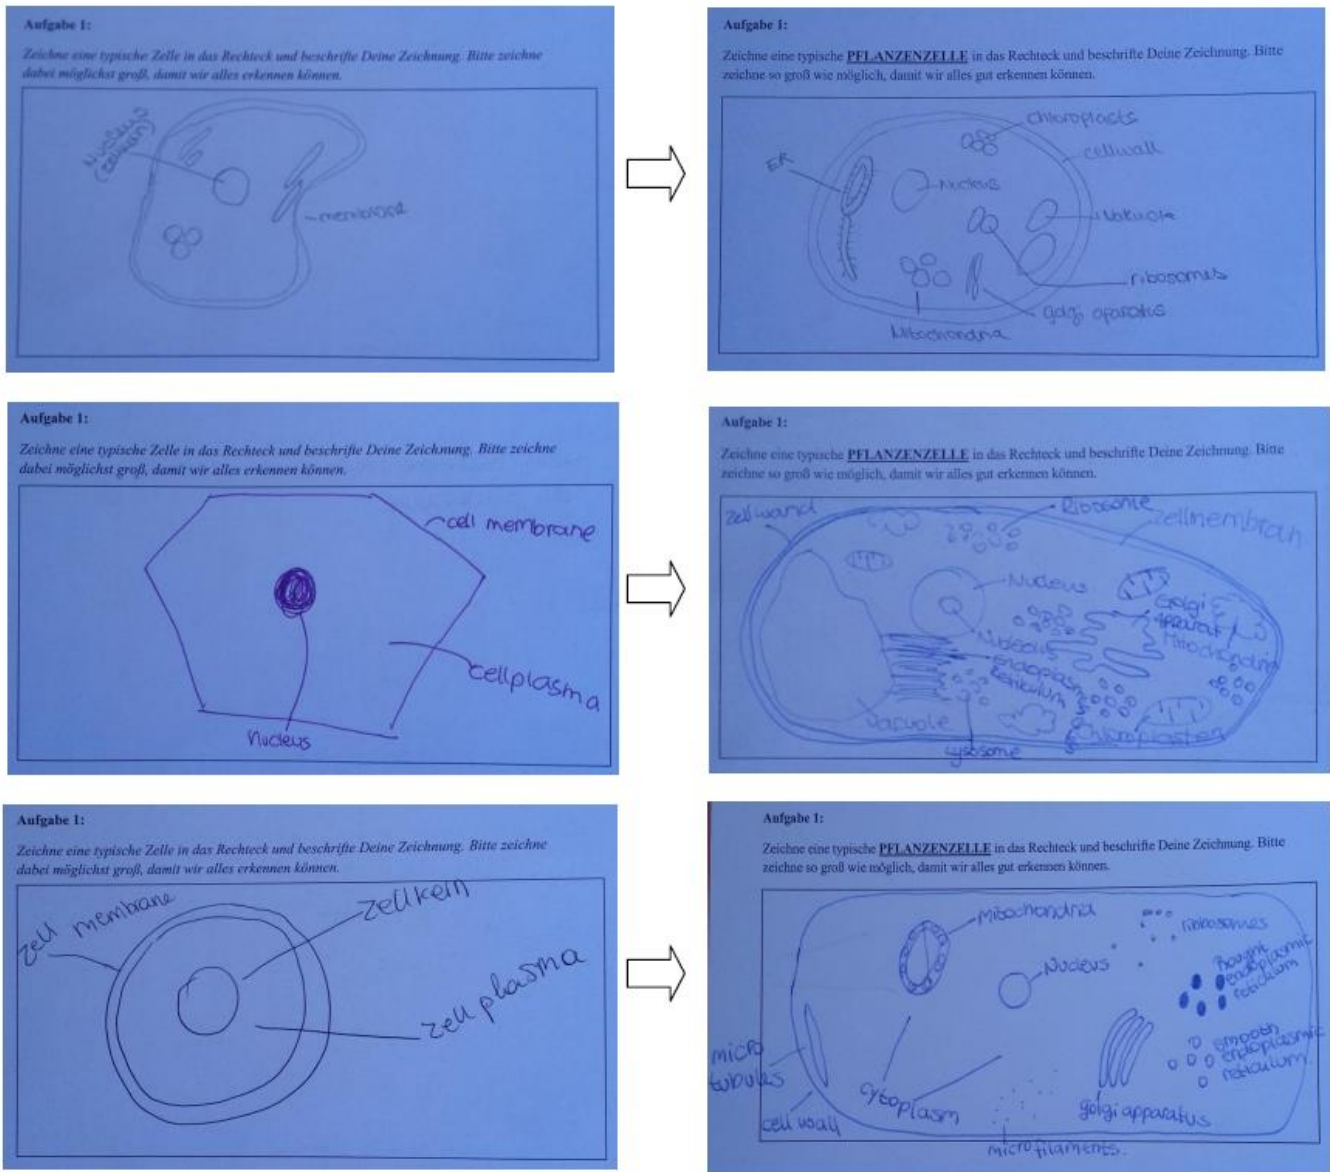 Aufgabe 1:
Zeichne eine typische Zelle in das Rechteck und beschrifte Deine Zeichnung. Bitte zeichne
dabei möglichst groß, damit wir alles erkennen können.
Nucleus
membrane
Aufgabe 1:
Zeichne eine typische PFLANZENZELLE in das Rechteck und beschrifte Deine Zeichnung. Bitte
zeichne so groß wie möglich, damit wir alles gut erkennen können.
chloroplasts
cellwall
ER
Nucleus
ribosomes
golgi aparatus
Mitochondria
Aufgabe 1:
Zeichne eine typische Zelle in das Rechteck und beschrifte Deine Zeichnung. Bitte zeichne
dabei möglichst groß, damit wir alles erkennen können.
cell membrane
cellplasma
Nucleus
Aufgabe 1:
Zeichne eine typische PFLANZENZELLE in das Rechteck und beschrifte Deine Zeichnung. Bitte
zeichne so groß wie möglich, damit wir alles gut erkennen können.
Zellwand
Ribosome
Zellmembran
Nucleus
Golgi
Apparat
Endoplasm
Reticulum
Vacuole
Lysosome
Chloroplasten
Aufgabe 1:
Zeichne eine typische Zelle in das Rechteck und beschrifte Deine Zeichnung. Bitte zeichne
dabei möglichst groß, damit wir alles erkennen können.
Zell membrane
Zellkern
Zellplasma
Aufgabe 1:
Zeichne eine typische PFLANZENZELLE in das Rechteck und beschrifte Deine Zeichnung. Bitte
zeichne so groß wie möglich, damit wir alles gut erkennen können.
Mitochondria
ribosomes
Nucleus
endoplasmic
reticulum
smooth
endoplasmic
reticulum
micro
tubules
cytoplasm
golgi apparatus
cell wall
microfilaments.